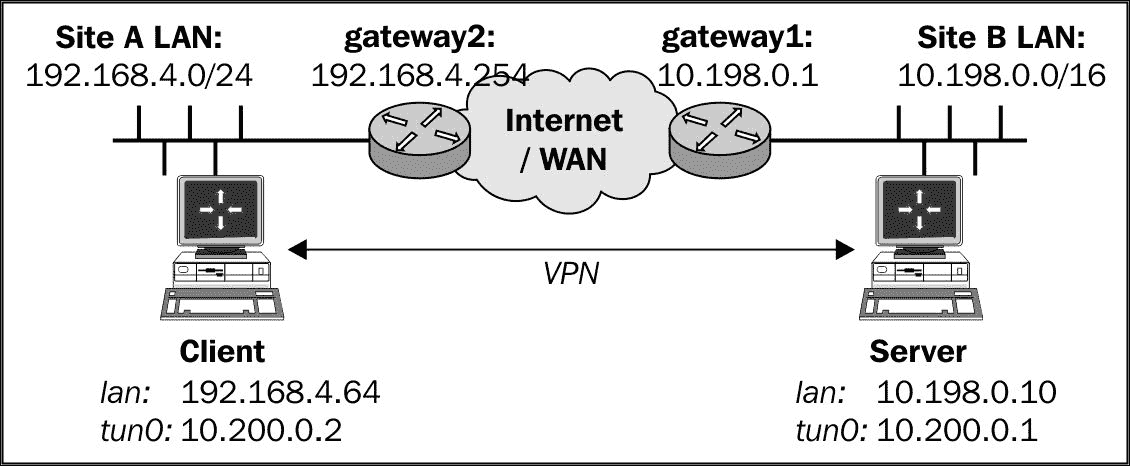 Site A LAN:
192.168.4.0/24
gateway2:
192.168.4.254
gateway1:
10.198.0.1
Site B LAN:
10.198.0.0/16
Internet
/ WAN
VPN
Client
lan: 192.168.4.64
tun0: 10.200.0.2
Server
lan: 10.198.0.10
tun0: 10.200.0.1